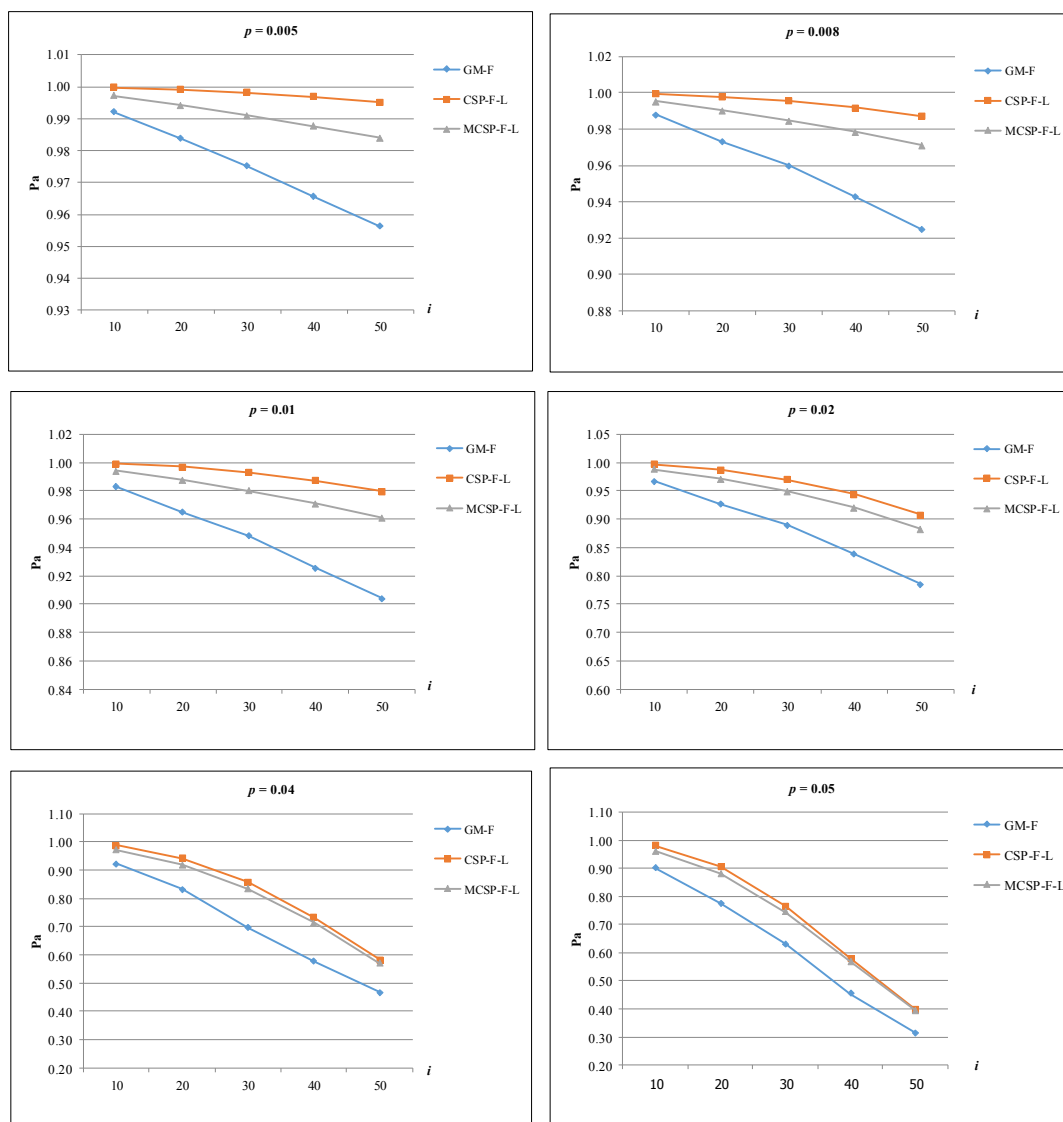 p = 0.005
1.01
1.00
0.99
0.98
0.97
0.96
0.95
0.94
0.93
Pa
10 20 30 40 50
i
GM-F
CSP-F-L
MCSP-F-L
p = 0.008
1.02
1.00
0.98
0.96
0.94
0.92
0.90
0.88
Pa
10 20 30 40 50
i
GM-F
CSP-F-L
MCSP-F-L
p = 0.01
1.02
1.00
0.98
0.96
0.94
0.92
0.90
0.88
0.86
0.84
Pa
10 20 30 40 50
i
GM-F
CSP-F-L
MCSP-F-L
p = 0.02
1.05
1.00
0.95
0.90
0.85
0.80
0.75
0.70
0.65
0.60
Pa
10 20 30 40 50
i
GM-F
CSP-F-L
MCSP-F-L
p = 0.04
1.10
1.00
0.90
0.80
0.70
0.60
0.50
0.40
0.30
0.20
Pa
10 20 30 40 50
i
GM-F
CSP-F-L
MCSP-F-L
p = 0.05
1.10
1.00
0.90
0.80
0.70
0.60
0.50
0.40
0.30
0.20
Pa
10 20 30 40 50
i
GM-F
CSP-F-L
MCSP-F-L